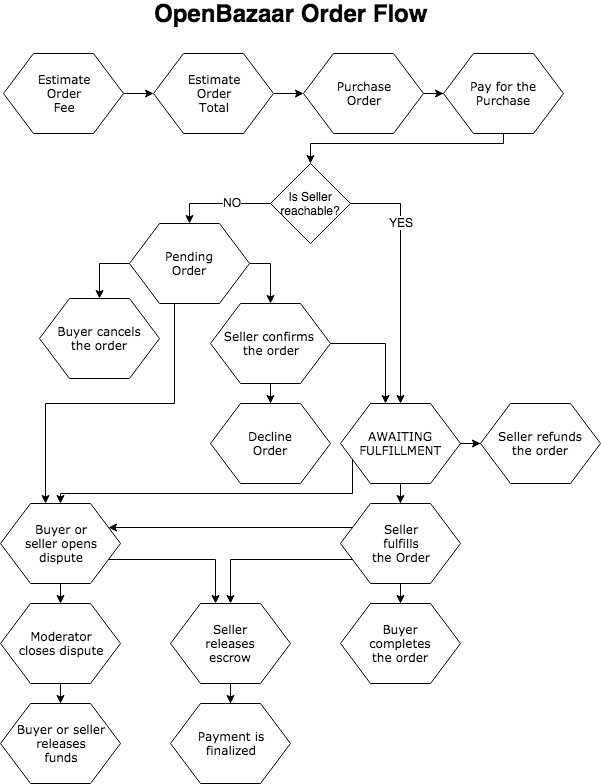 OpenBazaar Order Flow
Estimate
Order
Fee
Estimate
Order
Total
Purchase
Order
Pay for the
Purchase
Is Seller
reachable?
NO
YES
Pending
Order
Buyer cancels
the order
Seller confirms
the order
Decline
Order
AWAITING
FULFILLMENT
Seller refunds
the order
Buyer or
seller opens
dispute
Seller
fulfills
the Order
Moderator
closes dispute
Seller
releases
escrow
Buyer
completes
the order
Buyer or seller
releases
funds
Payment is
finalized